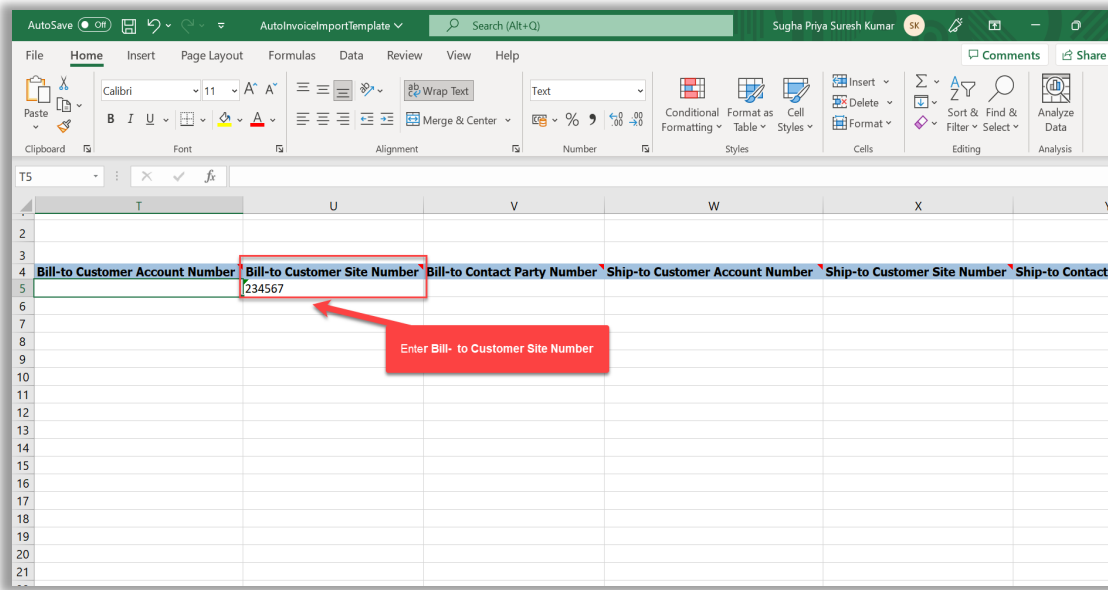 AutoSave Off AutoInvoiceImportTemplate Search (Alt+Q) Sugha Priya Suresh Kumar SK
File Home Insert Page Layout Formulas Data Review View Help Comments Share
Paste Calibri 11 A A Wrap Text Text Insert
B I U A Merge & Center % Conditional Formatting Format as Table Cell Styles Delete Sort & Filter Find & Select Analyze Data
Format
Clipboard Font Alignment Number Styles Cells Editing Analysis
T5 fx
T U V W X
2
3
4 Bill-to Customer Account Number Bill-to Customer Site Number Bill-to Contact Party Number Ship-to Customer Account Number Ship-to Customer Site Number Ship-to Contact
5 234567
6
7
8 Enter Bill- to Customer Site Number
9
10
11
12
13
14
15
16
17
18
19
20
21